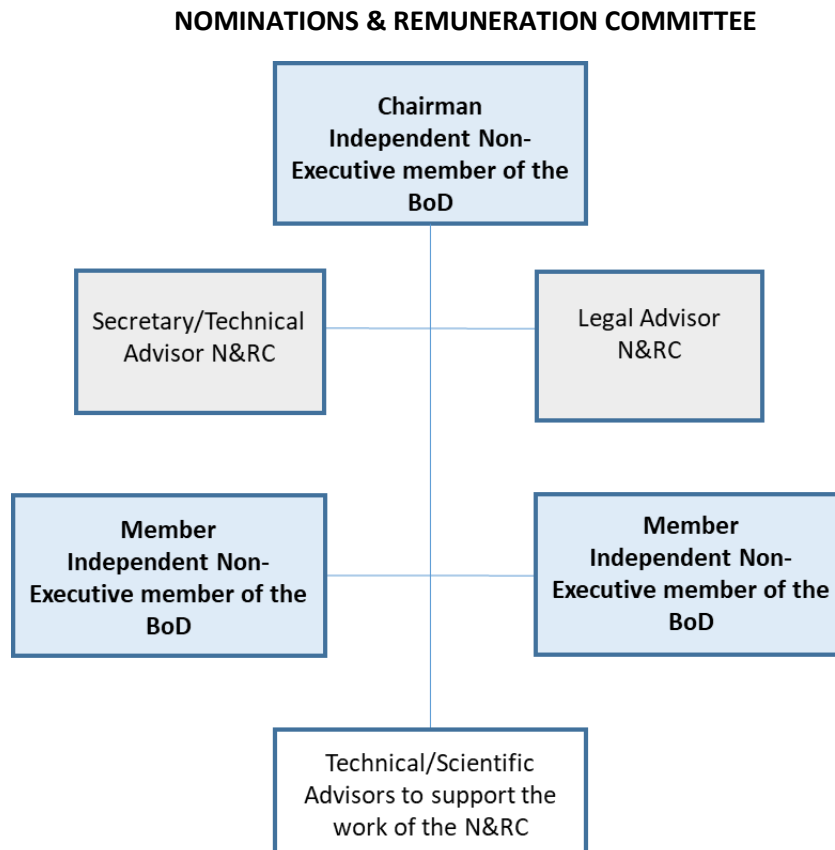 NOMINATIONS & REMUNERATION COMMITTEE
Chairman
Independent Non-
Executive member of the
BoD
Secretary/Technical
Advisor N&RC
Legal Advisor
N&RC
Member
Independent Non-
Executive member of the
BoD
Member
Independent Non-
Executive member of the
BoD
Technical/Scientific
Advisors to support the
work of the N&RC